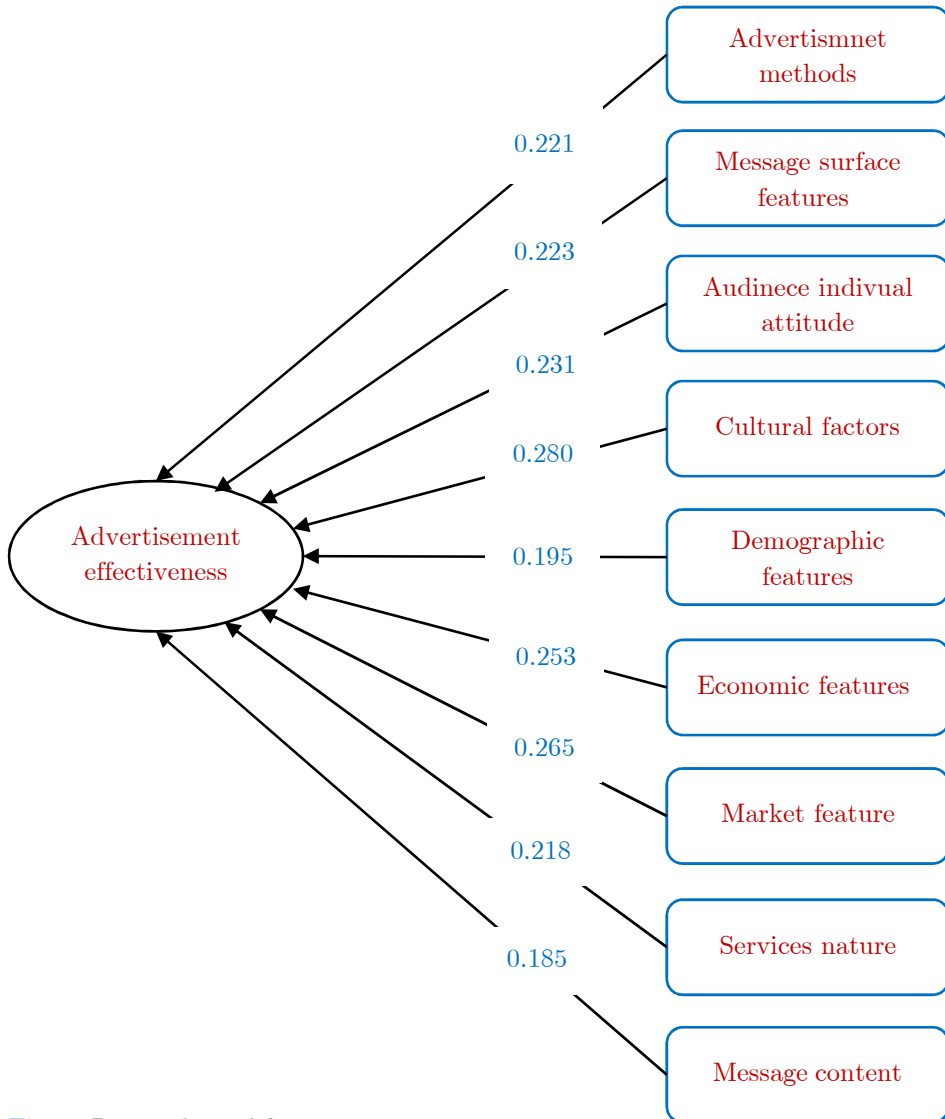 Advertismnet
methods
0.221
Message surface
features
0.223
Audinece indivual
attitude
0.231
Cultural factors
0.280
Advertisement
effectiveness
Demographic
features
0.195
0.253
Economic features
0.265
Market feature
0.218
Services nature
0.185
Message content